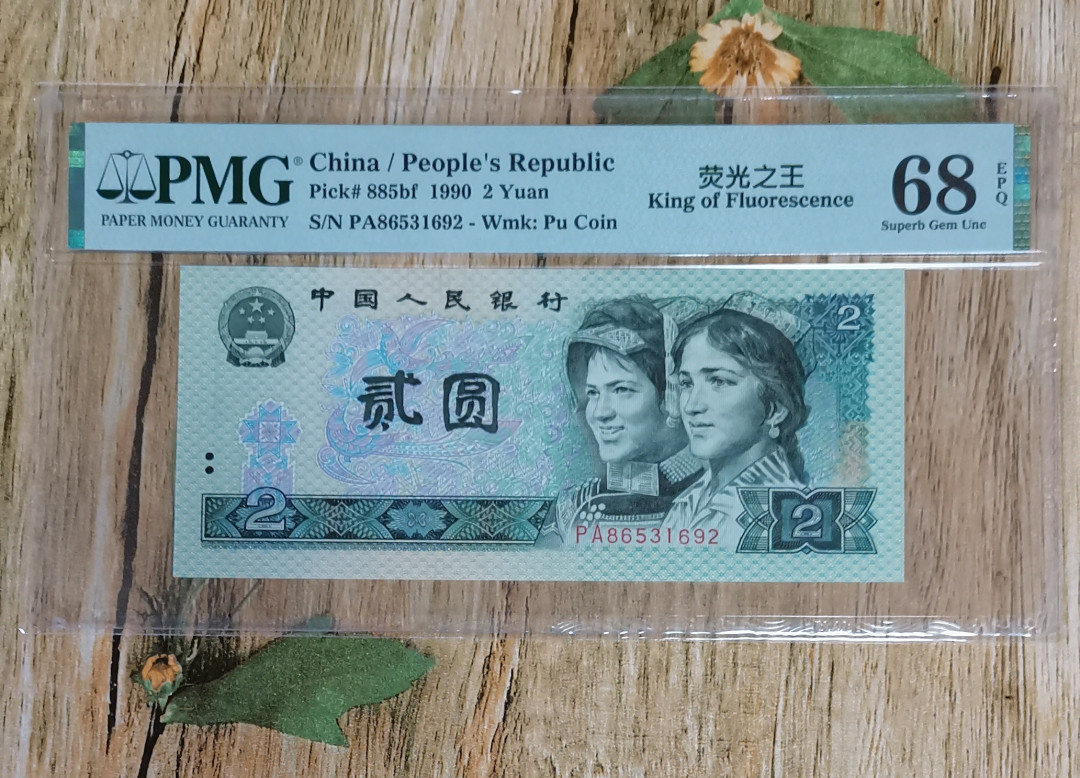 PMG®
PAPER MONEY GUARANTY
China / People's Republic
Pick# 885bf 1990 2 Yuan
S/N PA86531692 - Wmk: Pu Coin
荧光之王
King of Fluorescence
68
EPQ
Superb Gem Unc
中国人民银行
2
贰圆
2
2
PA86531692